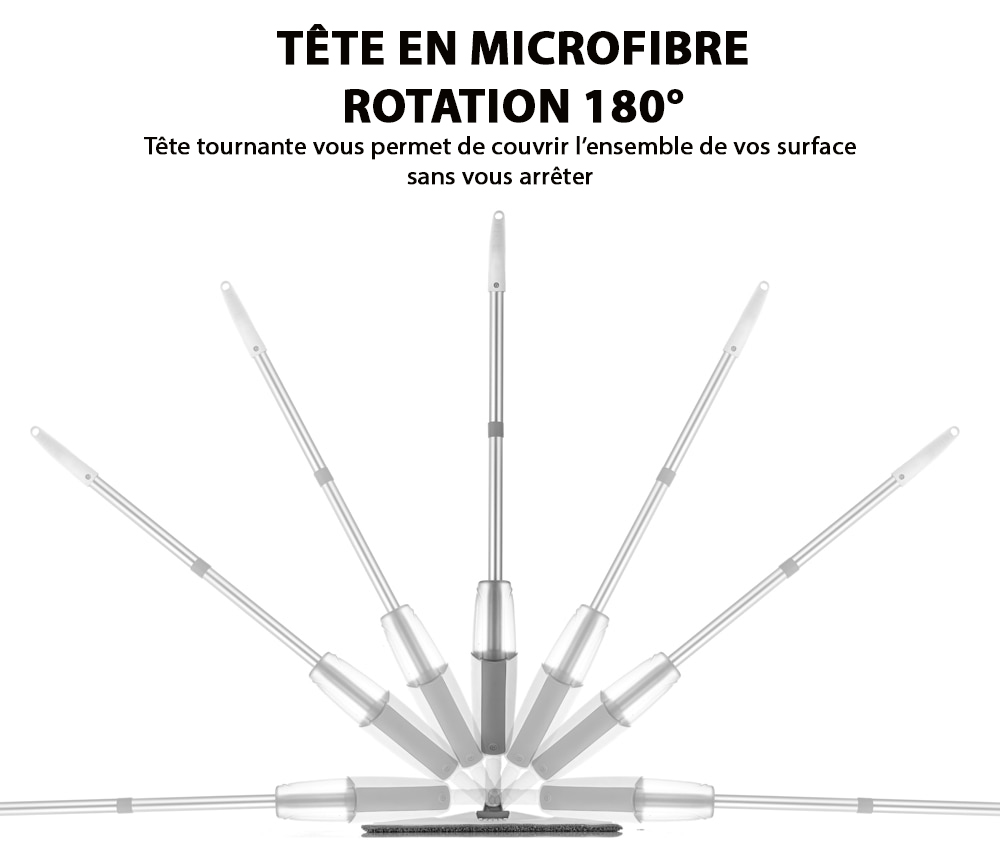 TÊTE EN MICROFIBRE
ROTATION 180°
Tête tournante vous permet de couvrir l’ensemble de vos surface
sans vous arrêter